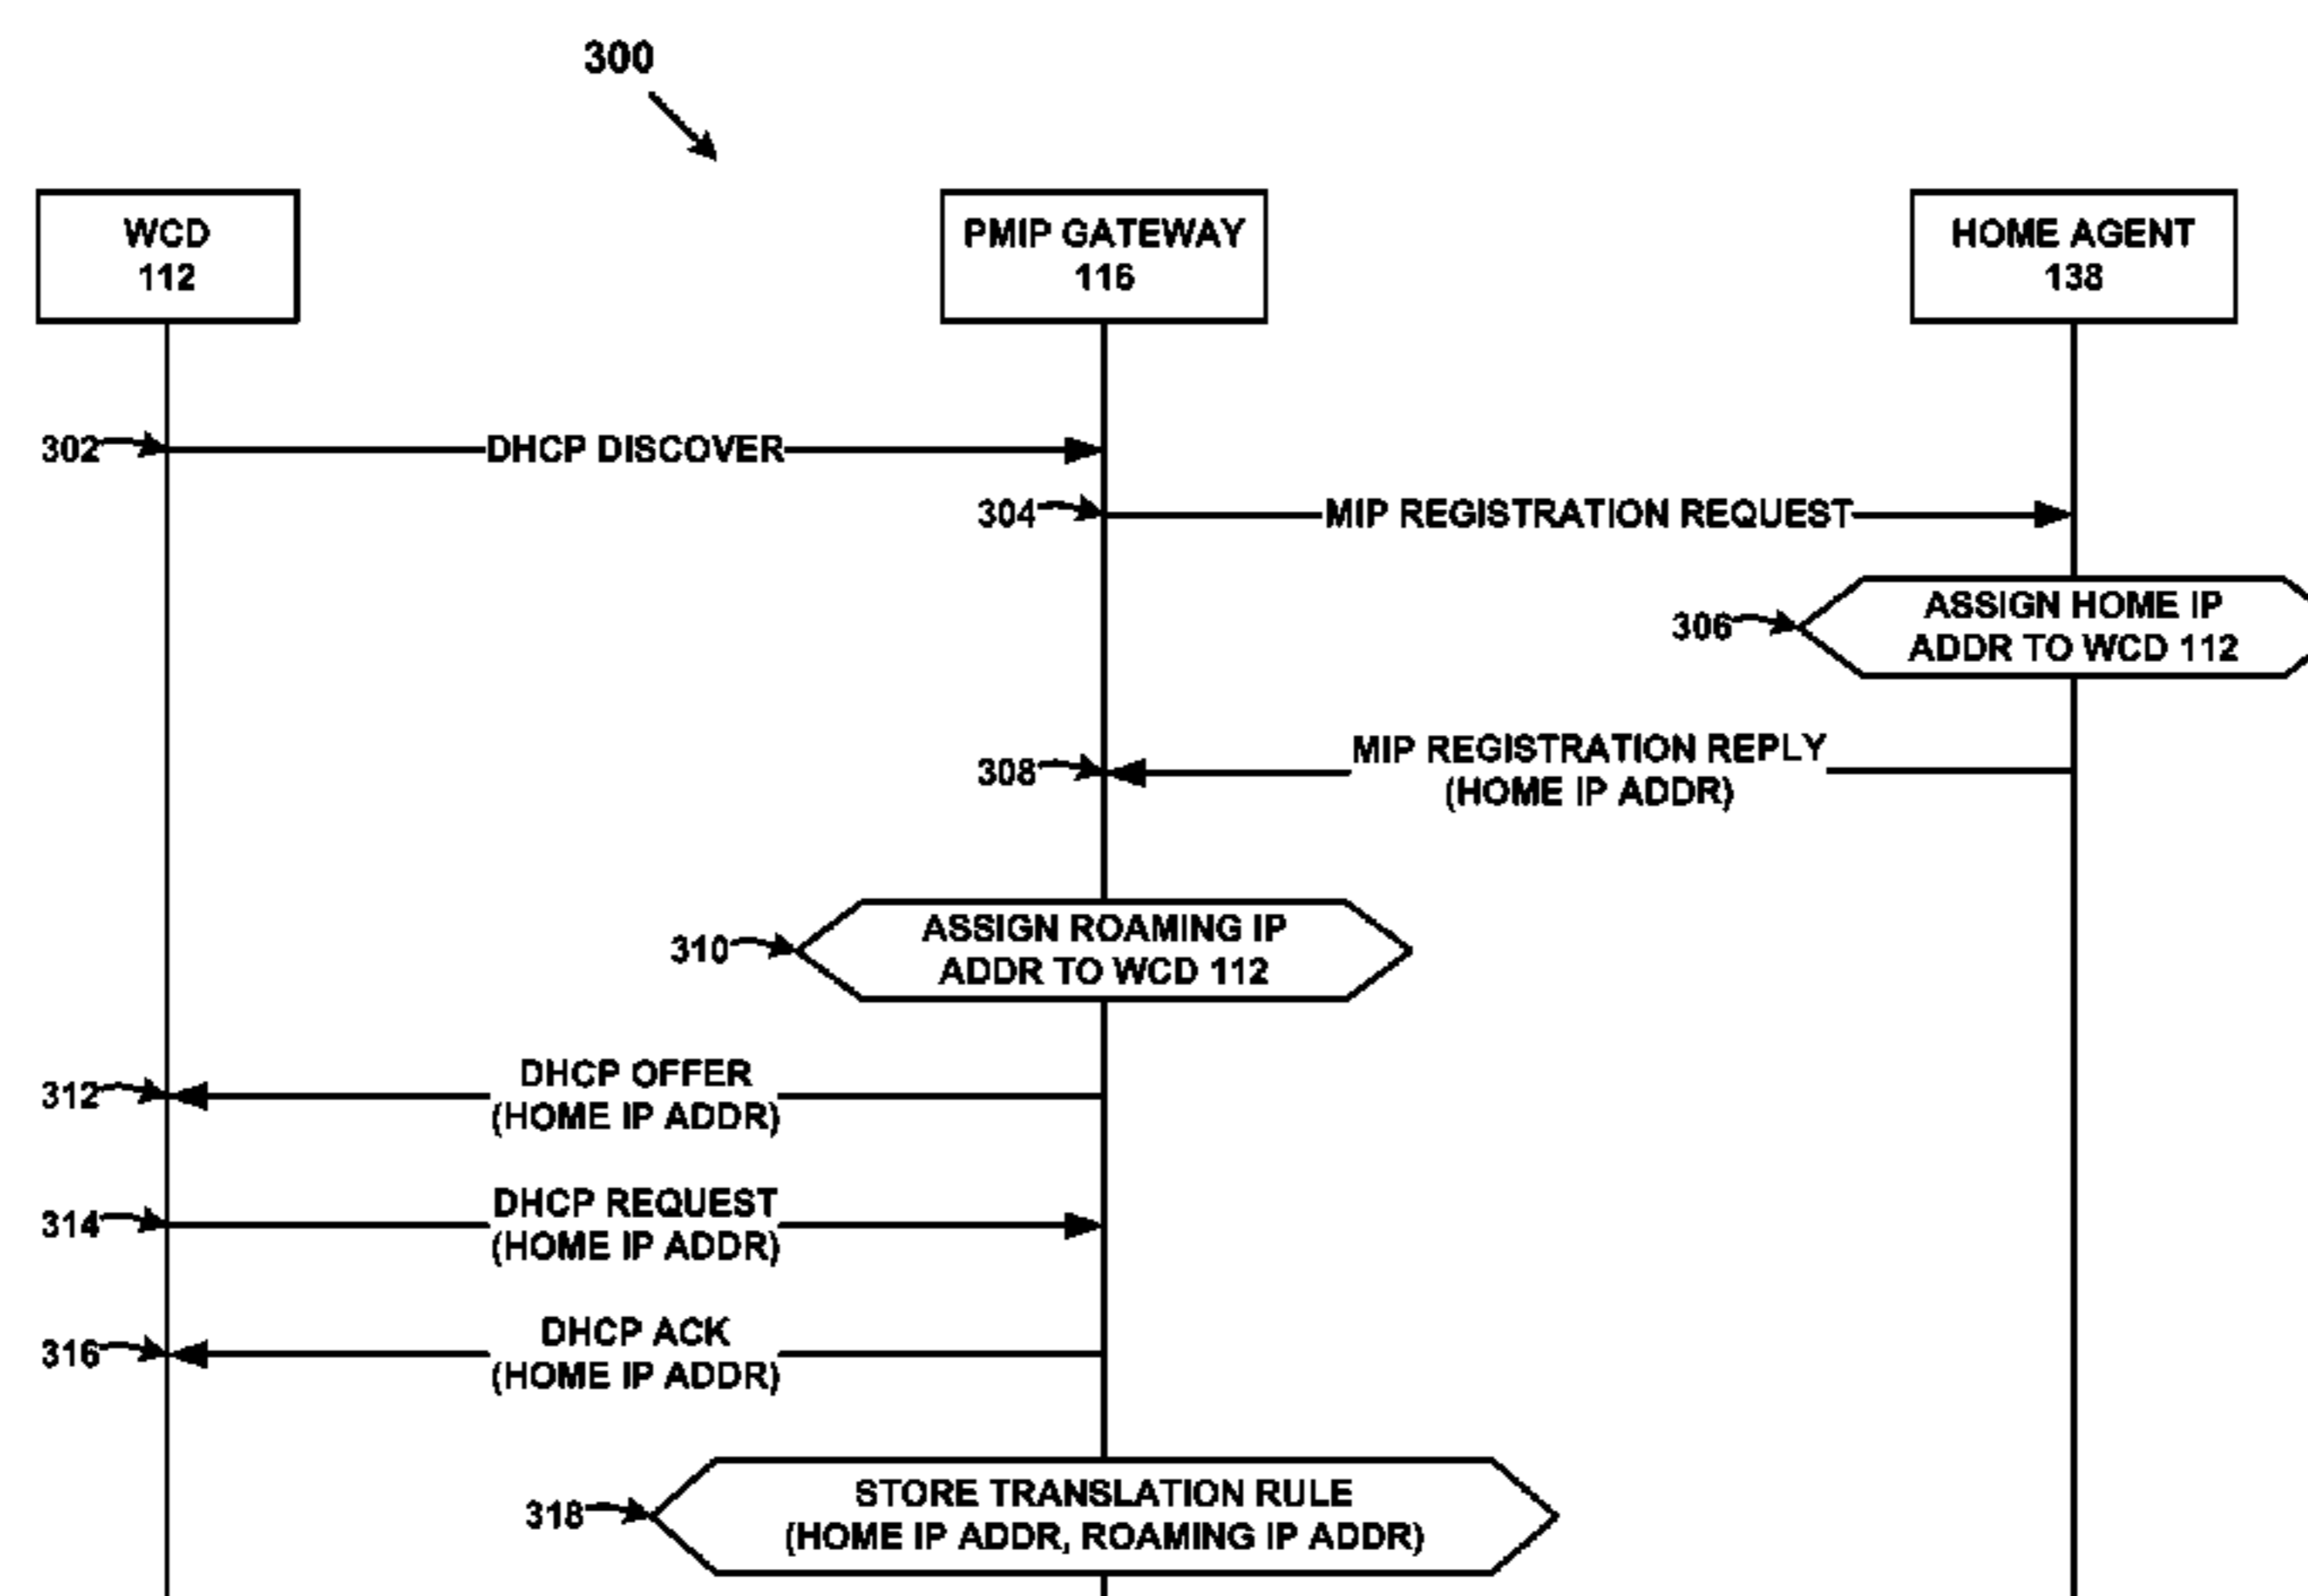 300
WCD
112
PMIP GATEWAY
116
HOME AGENT
138
302
DHCP DISCOVER
304
MIP REGISTRATION REQUEST
306
ASSIGN HOME IP
ADDR TO WCD 112
308
MIP REGISTRATION REPLY
(HOME IP ADDR)
310
ASSIGN ROAMING IP
ADDR TO WCD 112
312
DHCP OFFER
(HOME IP ADDR)
314
DHCP REQUEST
(HOME IP ADDR)
316
DHCP ACK
(HOME IP ADDR)
318
STORE TRANSLATION RULE
(HOME IP ADDR, ROAMING IP ADDR)